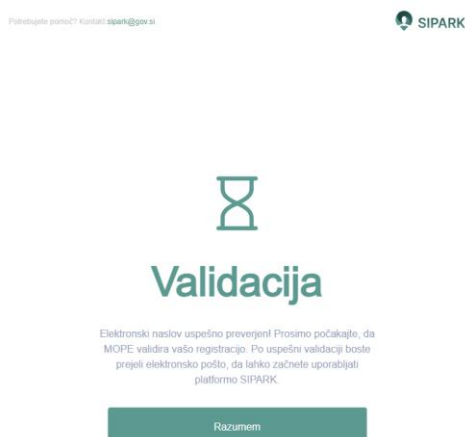 Potrebujete pomoč? Kontakt sipark@gov.si
SIPARK
Validacija
Elektronski naslov uspešno preverjen! Prosimo počakajte, da
MOPE validira vašo registracijo. Po uspešni validaciji boste
prejeli elektronsko pošto, da lahko začnete uporabljati
platformo SIPARK.
Razumem